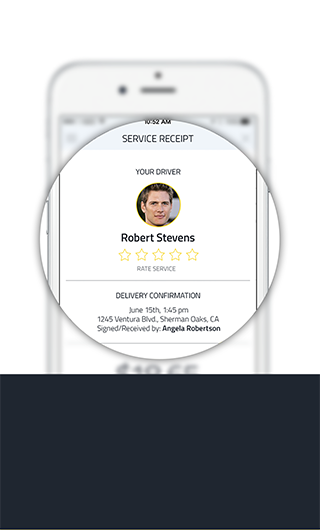 10:52 AM
SERVICE RECEIPT
YOUR DRIVER
Robert Stevens
RATE SERVICE
DELIVERY CONFIRMATION
June 15th, 1:45 pm
1245 Ventura Blvd., Sherman Oaks, CA
Signed/Received by: Angela Robertson